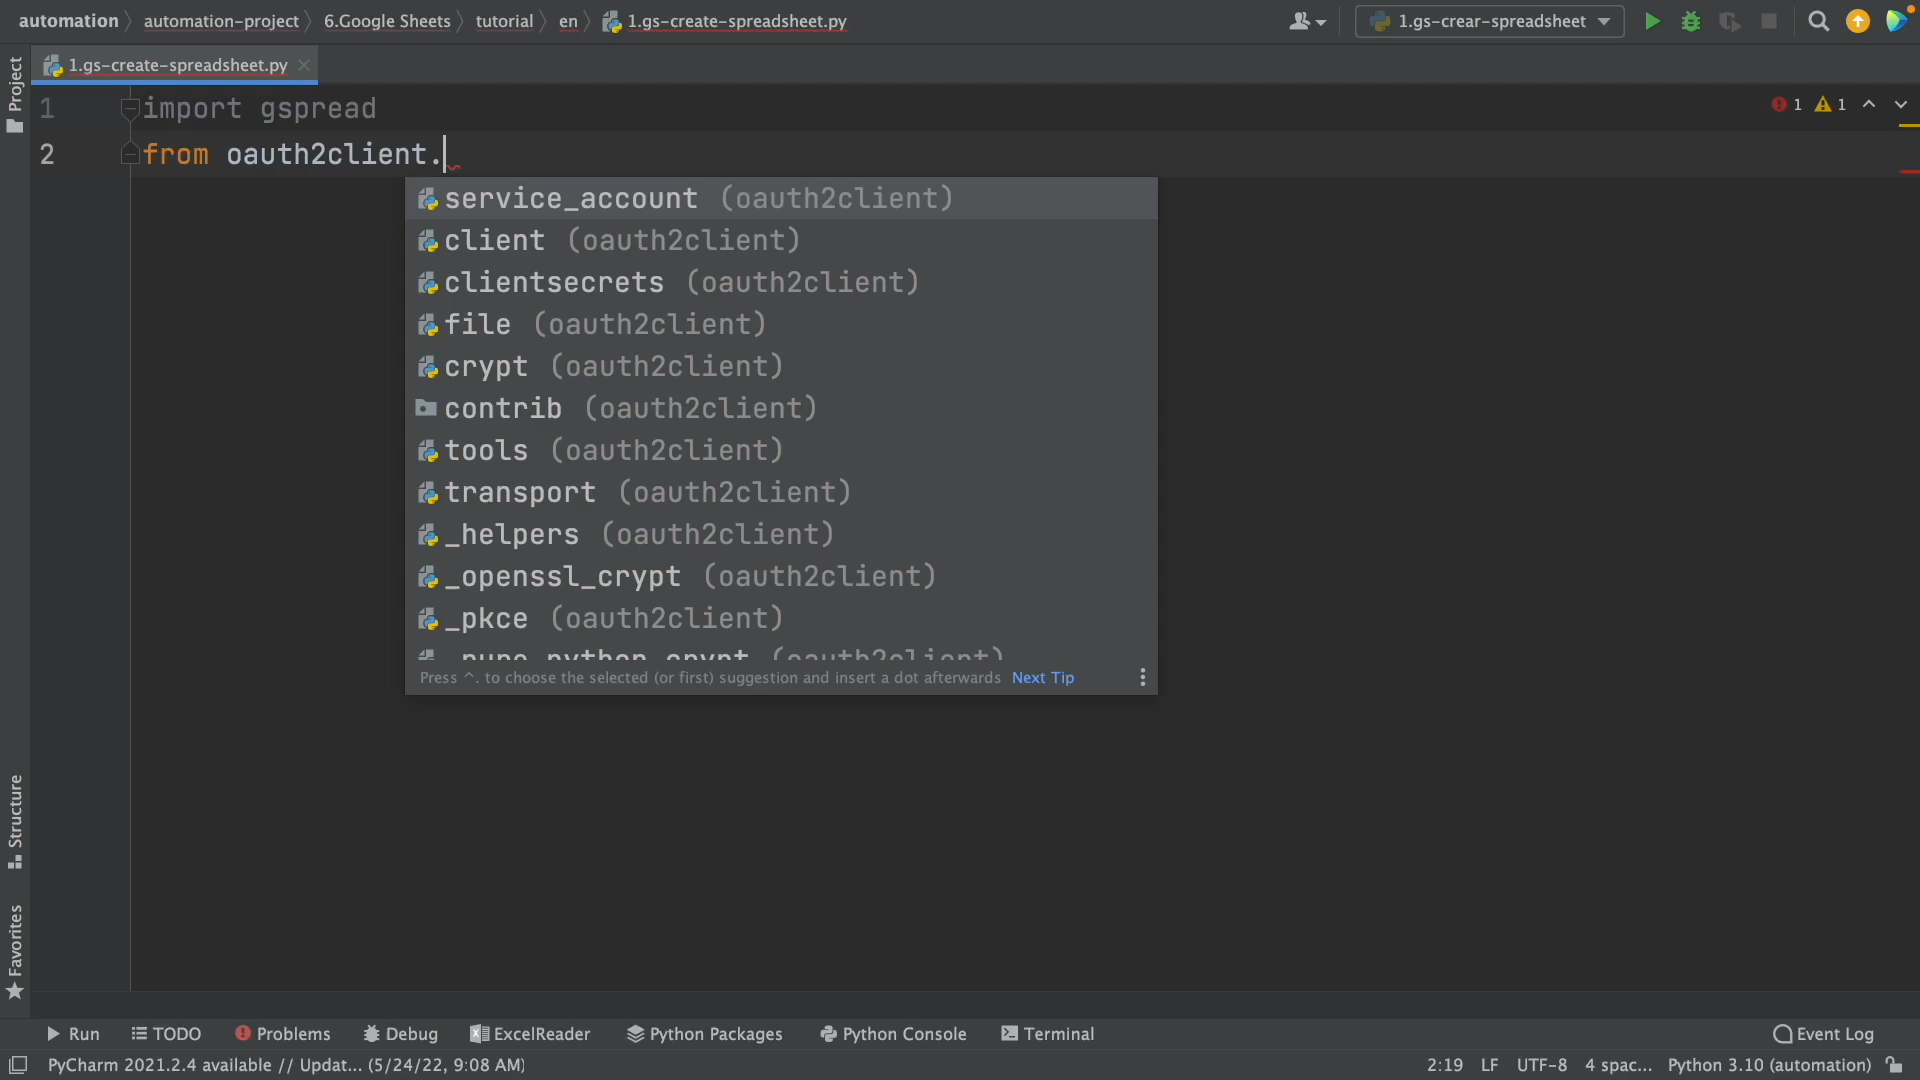 automation 〉 automation-project 〉 6.Google Sheets 〉 tutorial 〉 en 〉 1.gs-create-spreadsheet.py
1.gs-crear-spreadsheet
1.gs-create-spreadsheet.py
Project
1 import gspread
1 1
2 from oauth2client.
service_account (oauth2client)
client (oauth2client)
clientsecrets (oauth2client)
file (oauth2client)
crypt (oauth2client)
contrib (oauth2client)
tools (oauth2client)
transport (oauth2client)
_helpers (oauth2client)
_openssl_crypt (oauth2client)
_pkce (oauth2client)
_pure_python_crypt (oauth2client)
Press ^. to choose the selected (or first) suggestion and insert a dot afterwards Next Tip
Structure
Favorites
Run TODO Problems Debug ExcelReader Python Packages Python Console Terminal Event Log
PyCharm 2021.2.4 available // Updat... (5/24/22, 9:08 AM) 2:19 LF UTF-8 4 spac... Python 3.10 (automation)